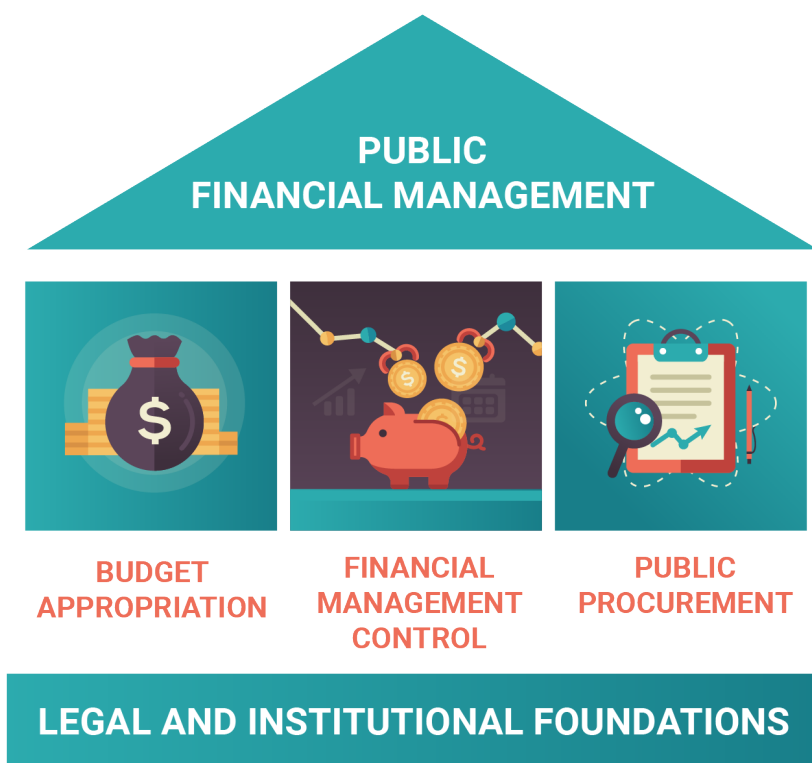 PUBLIC
FINANCIAL MANAGEMENT
$
$
$
BUDGET
APPROPRIATION
FINANCIAL
MANAGEMENT
CONTROL
PUBLIC
PROCUREMENT
LEGAL AND INSTITUTIONAL FOUNDATIONS